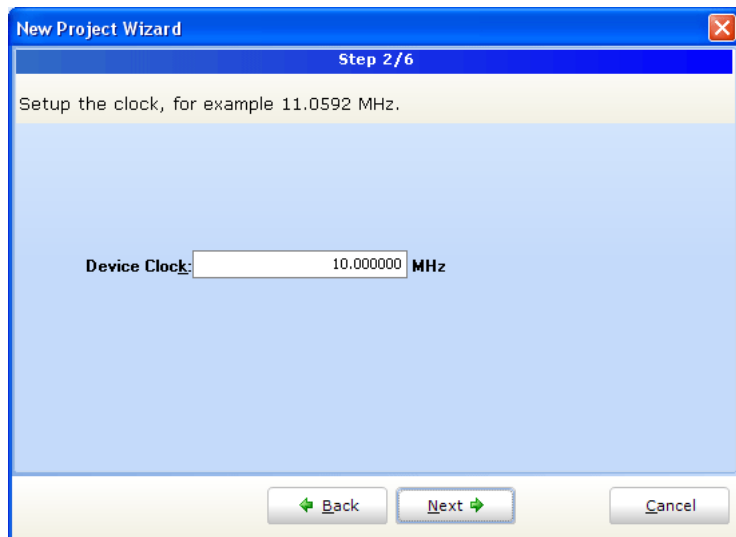 New Project Wizard
Step 2/6
Setup the clock, for example 11.0592 MHz.
Device Clock: 10.000000 MHz
Back Next Cancel